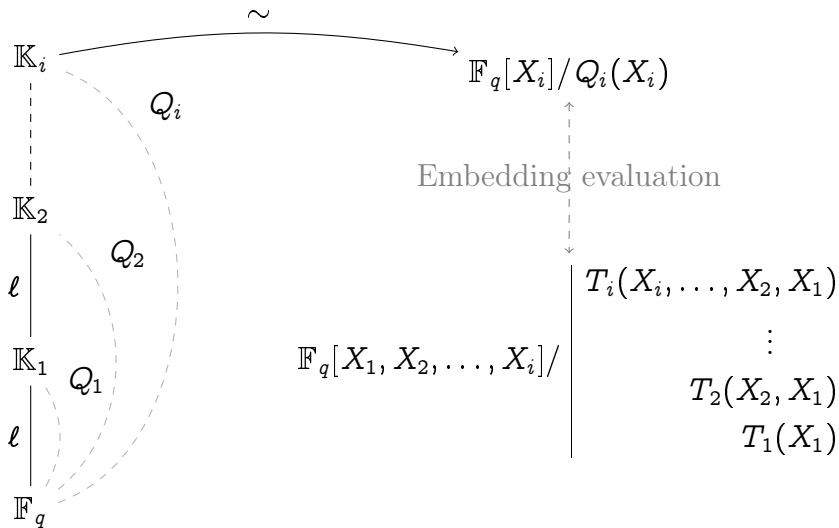 ∼
𝕂ᵢ
𝔽_q[Xᵢ]/Qᵢ(Xᵢ)
Qᵢ
Embedding evaluation
𝕂₂
Q₂
ℓ
Tᵢ(Xᵢ, . . . , X₂, X₁)
⋮
𝕂₁
𝔽_q[X₁, X₂, . . . , Xᵢ]/
Q₁
T₂(X₂, X₁)
ℓ
T₁(X₁)
𝔽_q